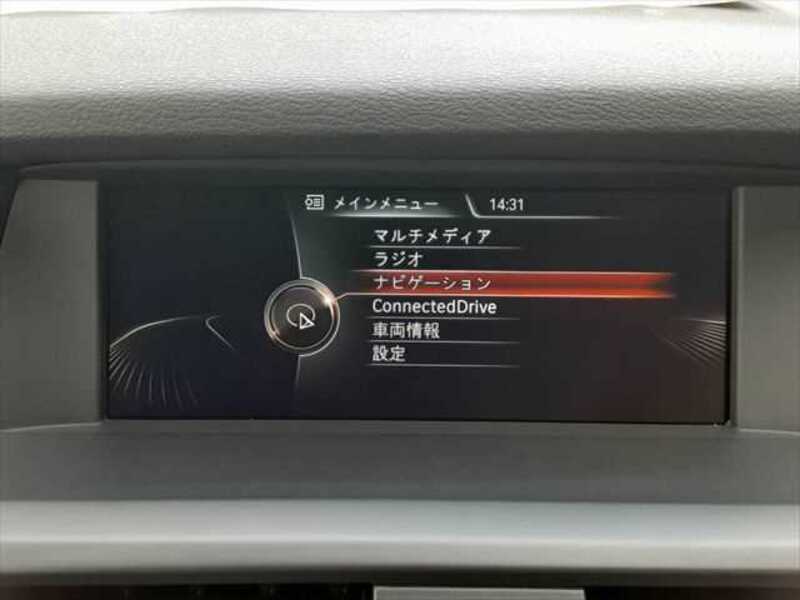 メインメニュー 14:31
マルチメディア
ラジオ
ナビゲーション
ConnectedDrive
車両情報
設定